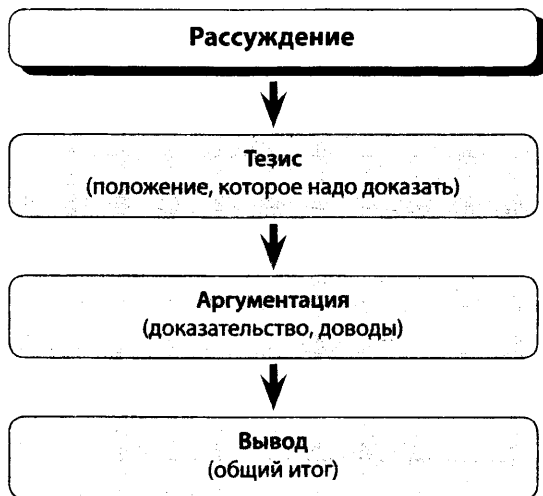 Рассуждение
Тезис
(положение, которое надо доказать)
Аргументация
(доказательство, доводы)
Вывод
(общий итог)